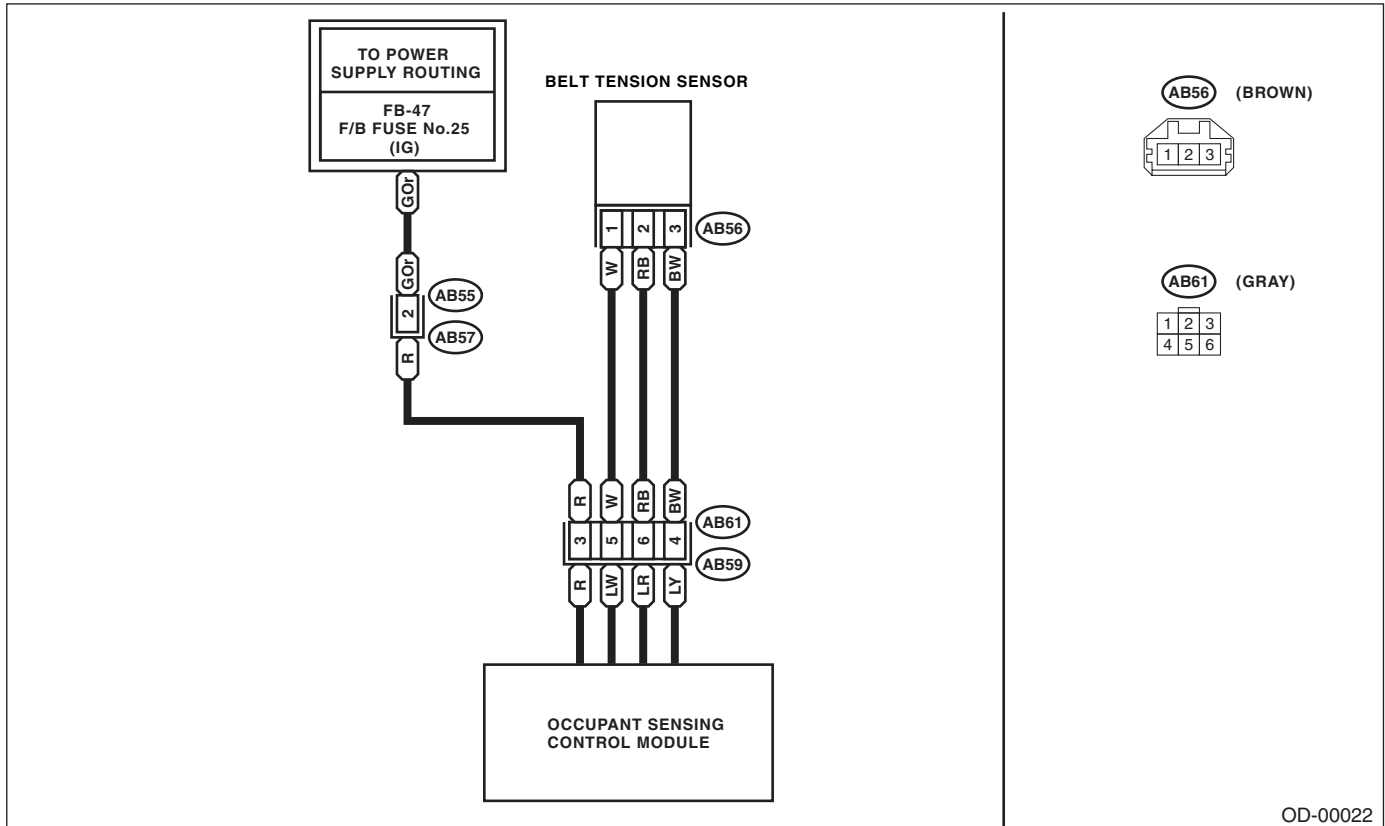 TO POWER
SUPPLY ROUTING
FB-47
F/B FUSE No.25
(IG)
BELT TENSION SENSOR
GOr
GOr
2
AB55
AB57
R
1 2 3
AB56
W RB BW
R W RB BW
3 5 6 4
AB61
AB59
R LW LR LY
OCCUPANT SENSING
CONTROL MODULE
AB56 (BROWN)
1 2 3
AB61 (GRAY)
1 2 3
4 5 6
OD-00022